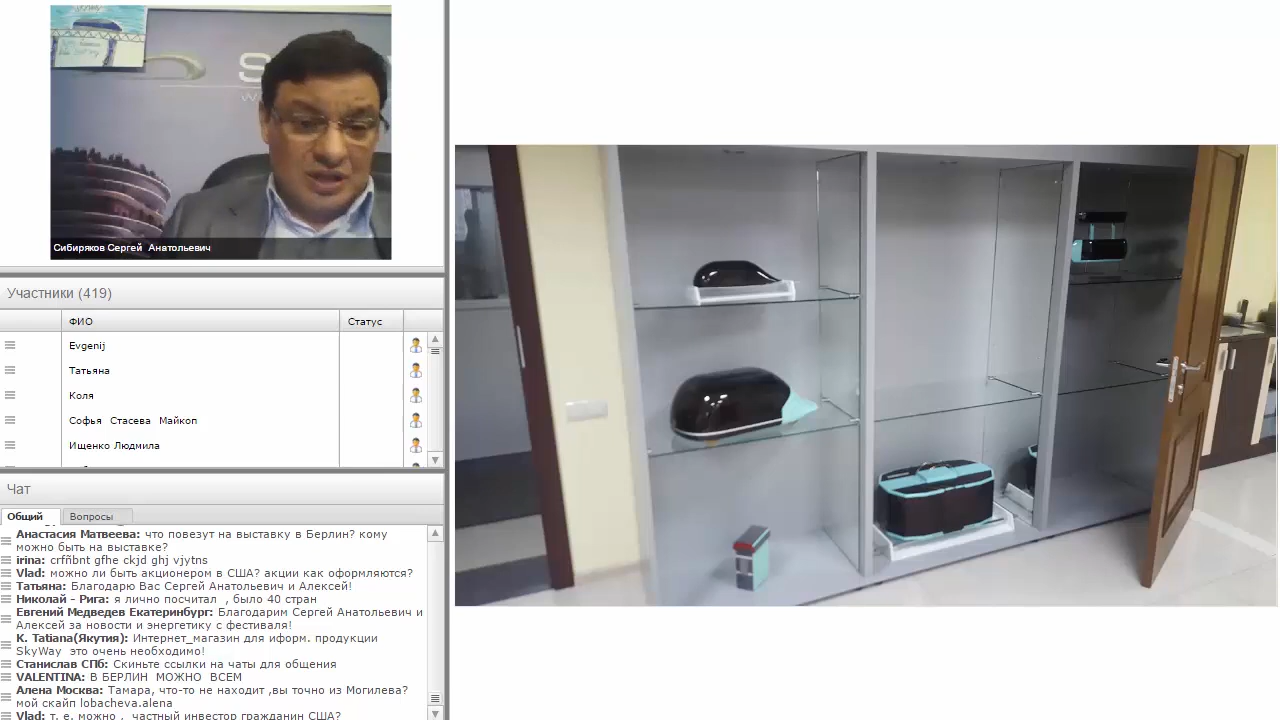 S
W
Сибиряков Сергей Анатольевич
Участники (419)
ФИО
Статус
Evgenij
Татьяна
Коля
Софья Стасева Майкоп
Ищенко Людмила
Чат
Общий
Вопросы
Анастасия Матвеева: что повезут на выставку в Берлин? кому
можно быть на выставке?
irina: crffibnt gfhe ckjd ghj vjytns
Vlad: можно ли быть акционером в США? акции как оформляются?
Татьяна: Благодарю Вас Сергей Анатольевич и Алексей!
Николай - Рига: я лично посчитал , было 40 стран
Евгений Медведев Екатеринбург: Благодарим Сергей Анатольевич и
Алексей за новости и энергетику с фестиваля!
K. Tatiana(Якутия): Интернет_магазин для иформ. продукции
SkyWay это очень необходимо!
Станислав СПб: Скиньте ссылки на чаты для общения
VALENTINA: В БЕРЛИН МОЖНО ВСЕМ
Алена Москва: Тамара, что-то не находит ,вы точно из Могилева?
мой скайп lobacheva.alena
Vlad: т. е. можно , частный инвестор гражданин США?